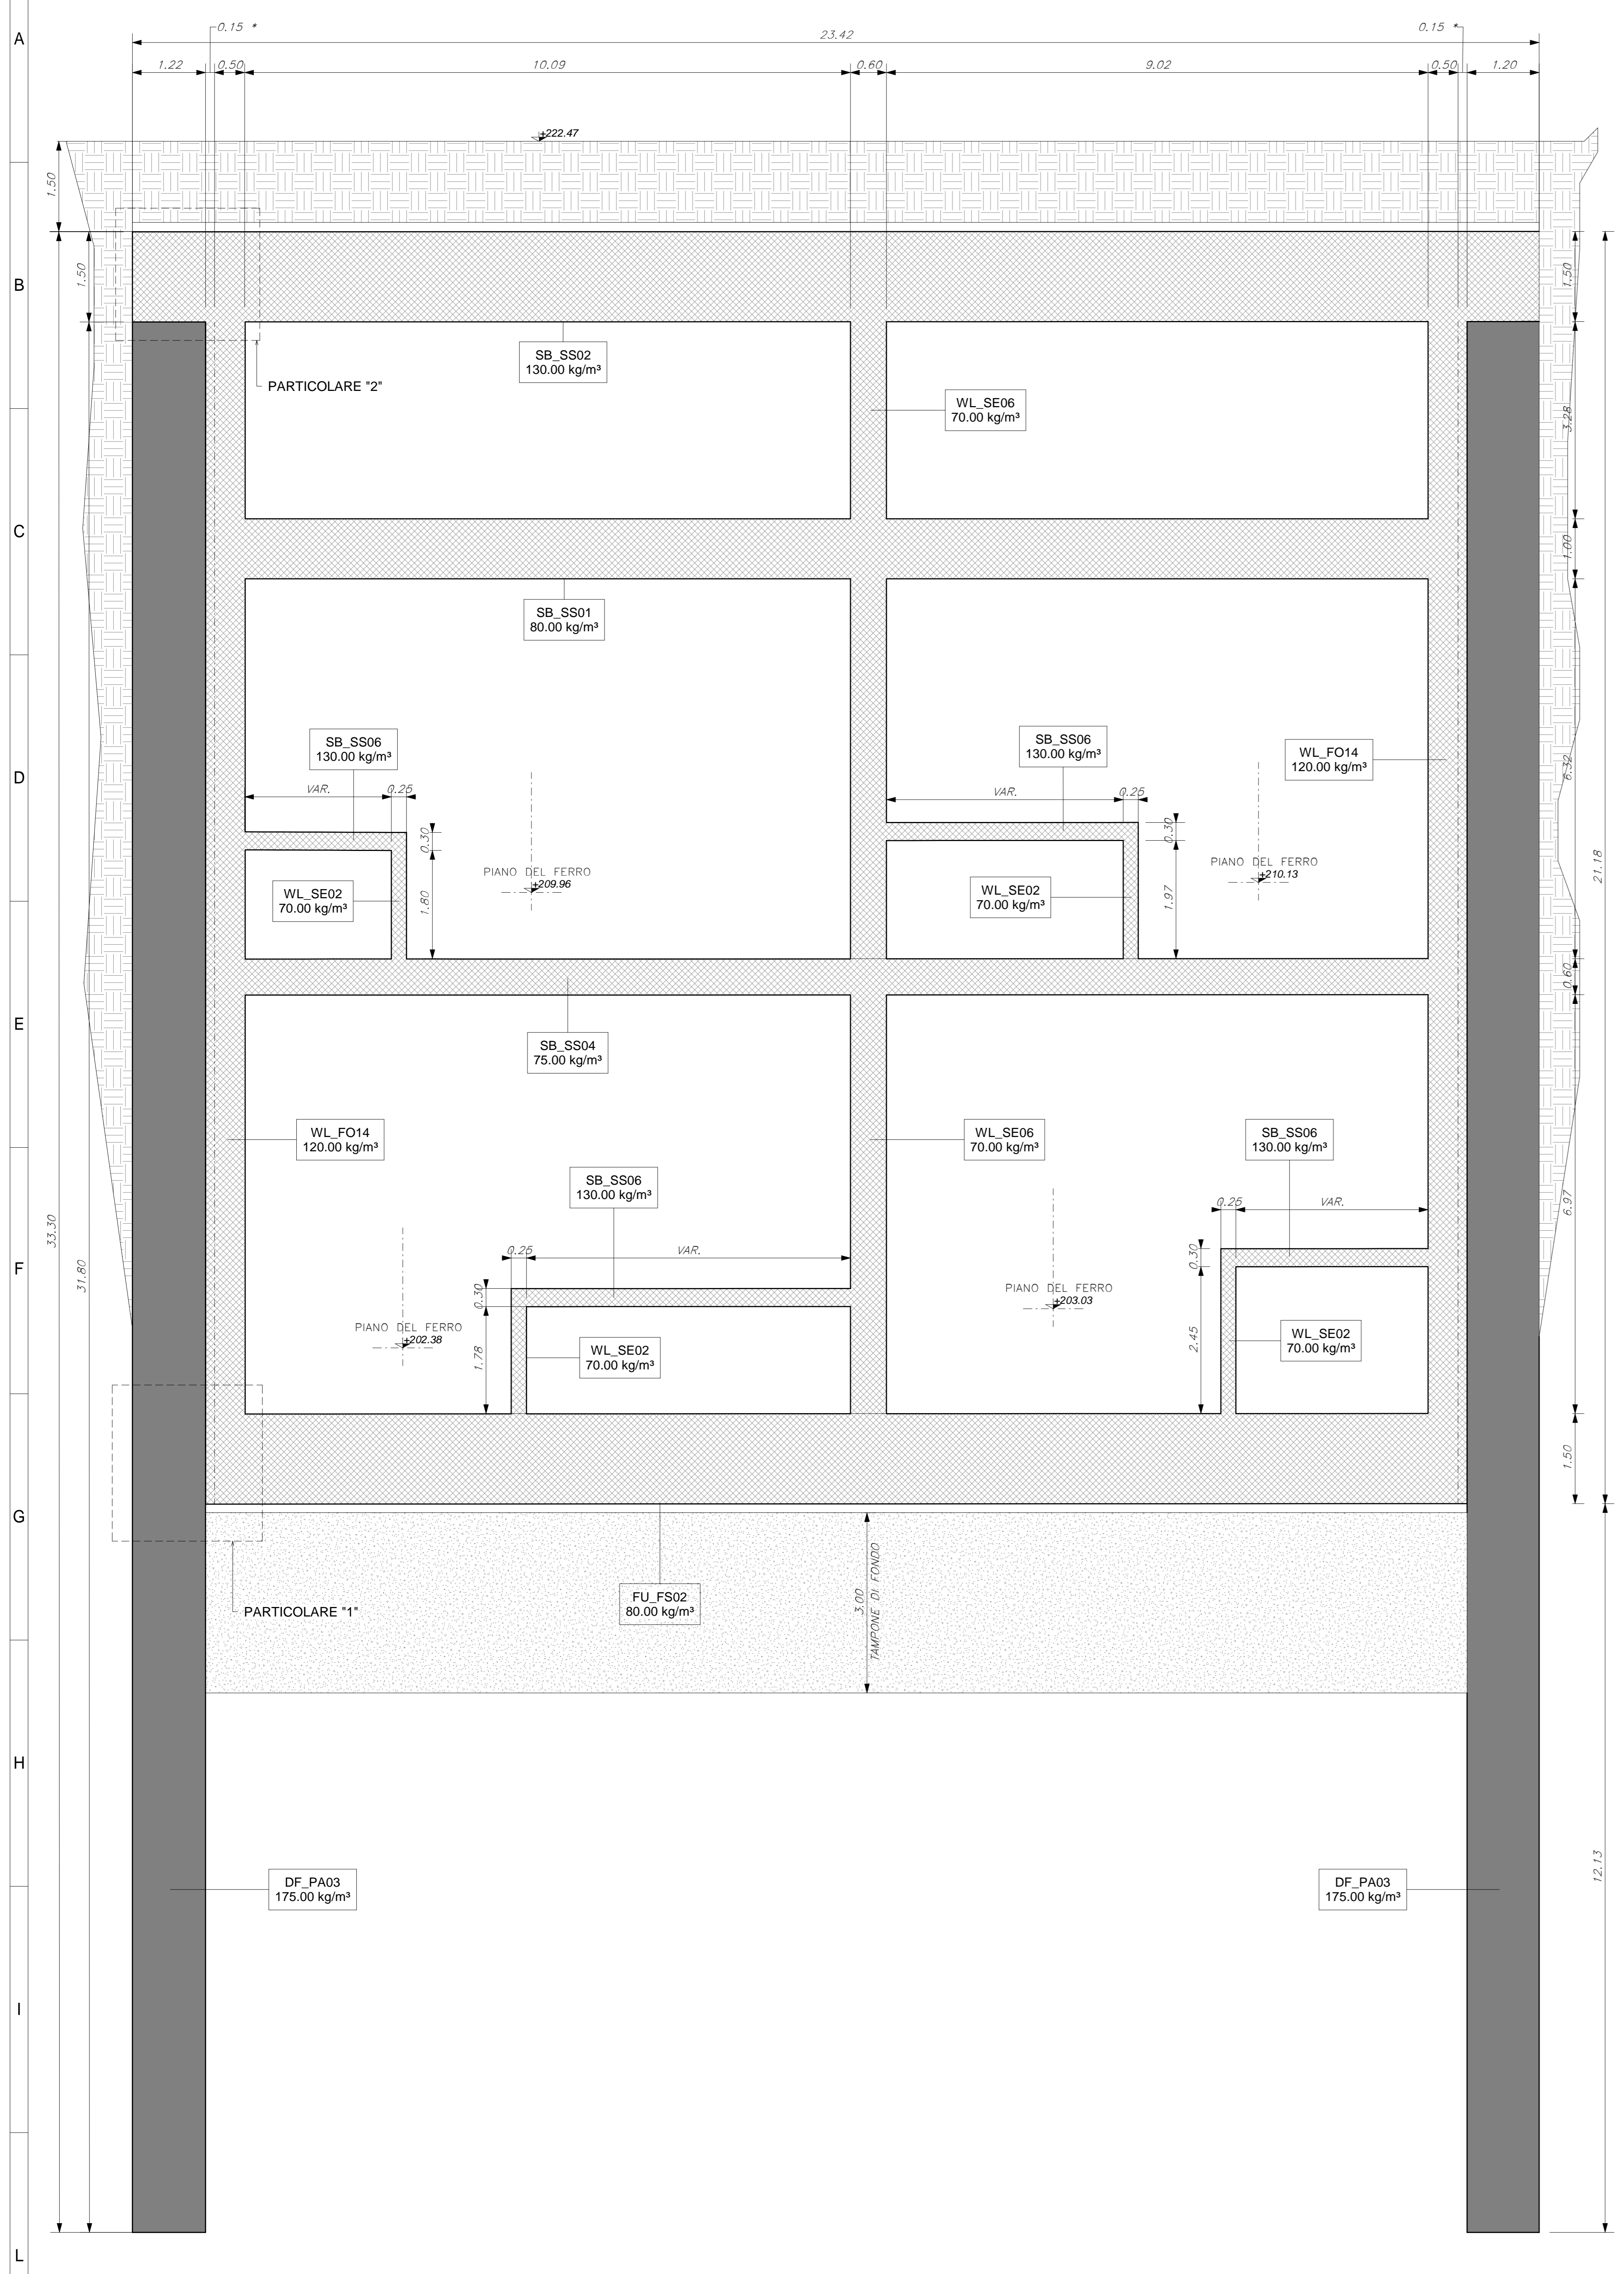 A
0.15 *
0.15 *
23.42
1.22
0.50
10.09
0.60
9.02
0.50
1.20
+222.47
1.50
B
1.50
1.50
SB_SS02
130.00 kg/m³
PARTICOLARE "2"
WL_SE06
70.00 kg/m³
3.28
C
1.00
SB_SS01
80.00 kg/m³
D
SB_SS06
130.00 kg/m³
SB_SS06
130.00 kg/m³
WL_FO14
120.00 kg/m³
6.32
VAR.
0.25
VAR.
0.25
0.30
0.30
PIANO DEL FERRO
+209.96
PIANO DEL FERRO
+210.13
21.18
WL_SE02
70.00 kg/m³
1.80
WL_SE02
70.00 kg/m³
1.97
0.60
E
SB_SS04
75.00 kg/m³
WL_FO14
120.00 kg/m³
WL_SE06
70.00 kg/m³
SB_SS06
130.00 kg/m³
SB_SS06
130.00 kg/m³
6.97
33.30
31.80
0.25
VAR.
0.25
VAR.
F
0.30
0.30
PIANO DEL FERRO
+203.03
PIANO DEL FERRO
+202.38
1.78
WL_SE02
70.00 kg/m³
2.45
WL_SE02
70.00 kg/m³
1.50
G
3.00
TAMPONE DI FONDO
FU_FS02
80.00 kg/m³
PARTICOLARE "1"
H
DF_PA03
175.00 kg/m³
DF_PA03
175.00 kg/m³
12.13
I
L